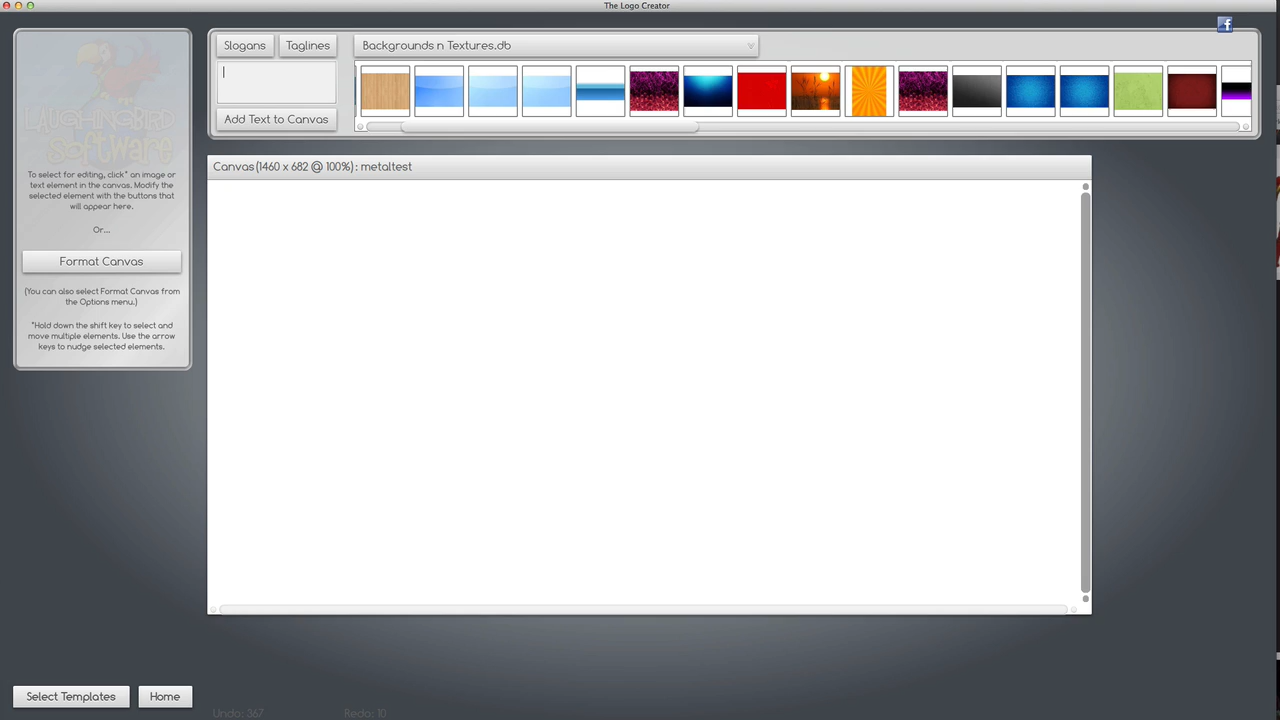 The Logo Creator
Slogans
Taglines
Backgrounds n Textures.db
Add Text to Canvas
LAUGHINGBIRD
Software
To select for editing, click* an image or
text element in the canvas. Modify the
selected element with the buttons that
will appear here.
Or...
Format Canvas
(You can also select Format Canvas from
the Options menu.)
*Hold down the shift key to select and
move multiple elements. Use the arrow
keys to nudge selected elements.
Canvas (1460 x 682 @ 100%) : metaltest
Select Templates
Home
Undo: 367
Redo: 10